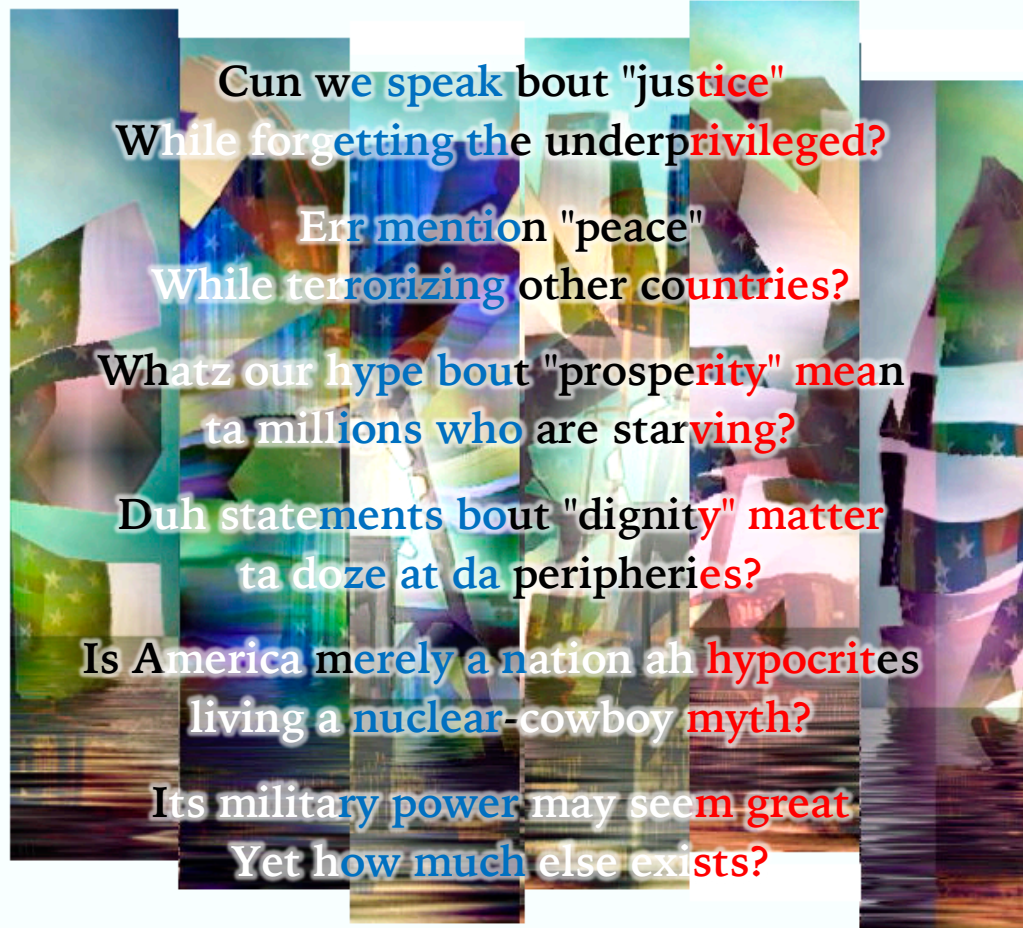 Cun we speak bout "justice"
While forgetting the underprivileged?
Err mention "peace"
While terrorizing other countries?
Whatz our hype bout "prosperity" mean
ta millions who are starving?
Duh statements bout "dignity" matter
ta doze at da peripheries?
Is America merely a nation ah hypocrites
living a nuclear-cowboy myth?
Its military power may seem great
Yet how much else exists?